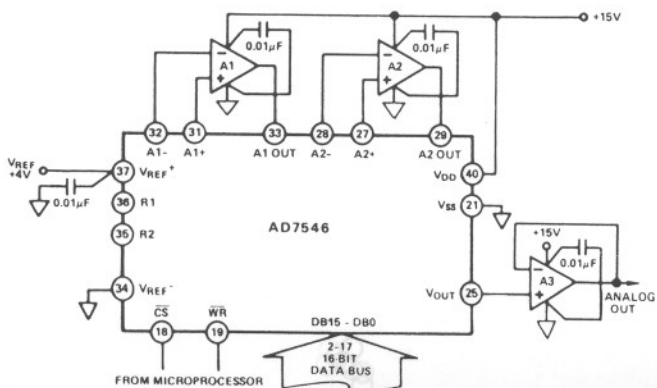 +15V
0.01μF
0.01μF
A1
A2
−
+
−
+
32
31
33
28
27
29
A1-
A1+
A1 OUT
A2-
A2+
A2 OUT
VREF
+4V
37
VREF+
VDD
40
0.01μF
36
R1
VSS
21
35
R2
AD7546
+15V
0.01μF
−
+
A3
34
VREF-
VOUT
25
ANALOG
OUT
CS
WR
DB15 - DB0
18
19
2-17
16-BIT
DATA BUS
FROM MICROPROCESSOR